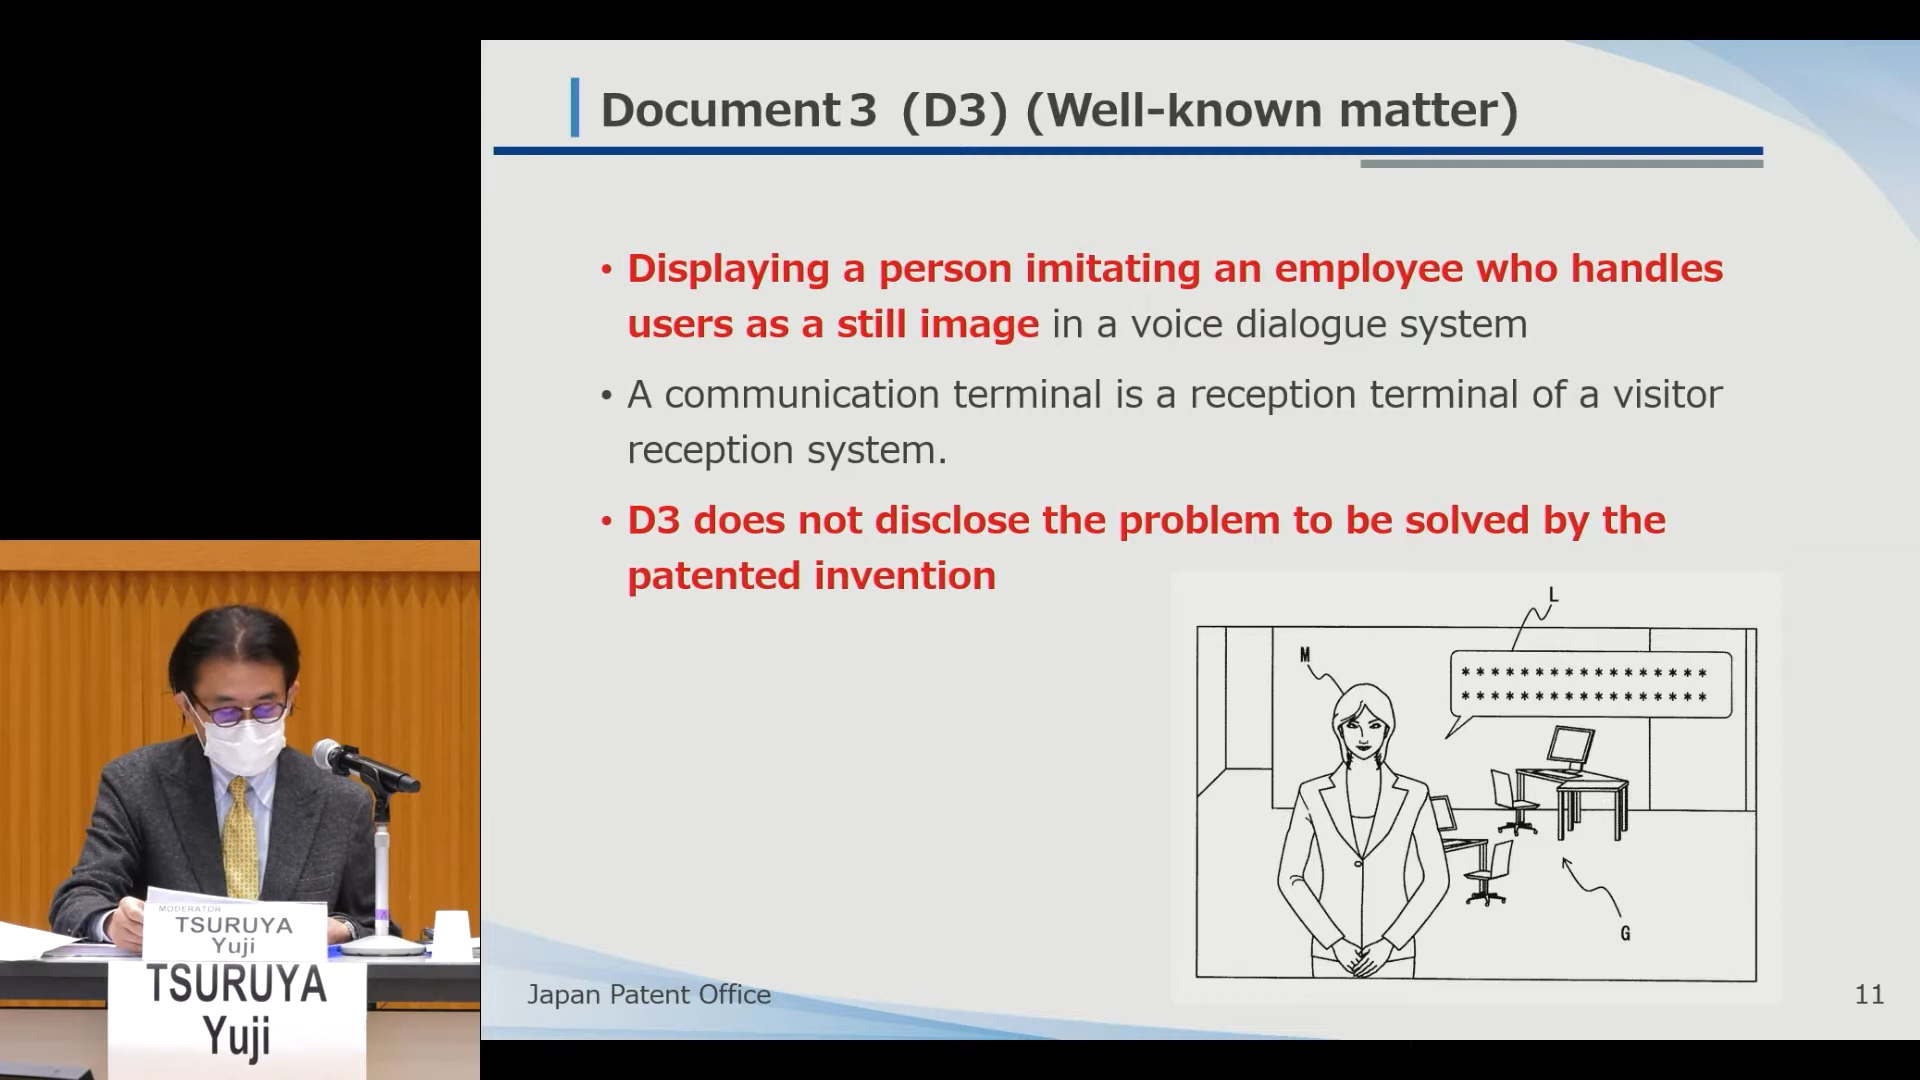 Document 3 (D3) (Well-known matter)
• Displaying a person imitating an employee who handles
users as a still image in a voice dialogue system
• A communication terminal is a reception terminal of a visitor
reception system.
• D3 does not disclose the problem to be solved by the
patented invention
L
M
* * * * * * * * * * * * * * * * *
* * * * * * * * * * * * * * * * *
G
Japan Patent Office
11
MODERATOR
TSURUYA
Yuji
TSURUYA
Yuji